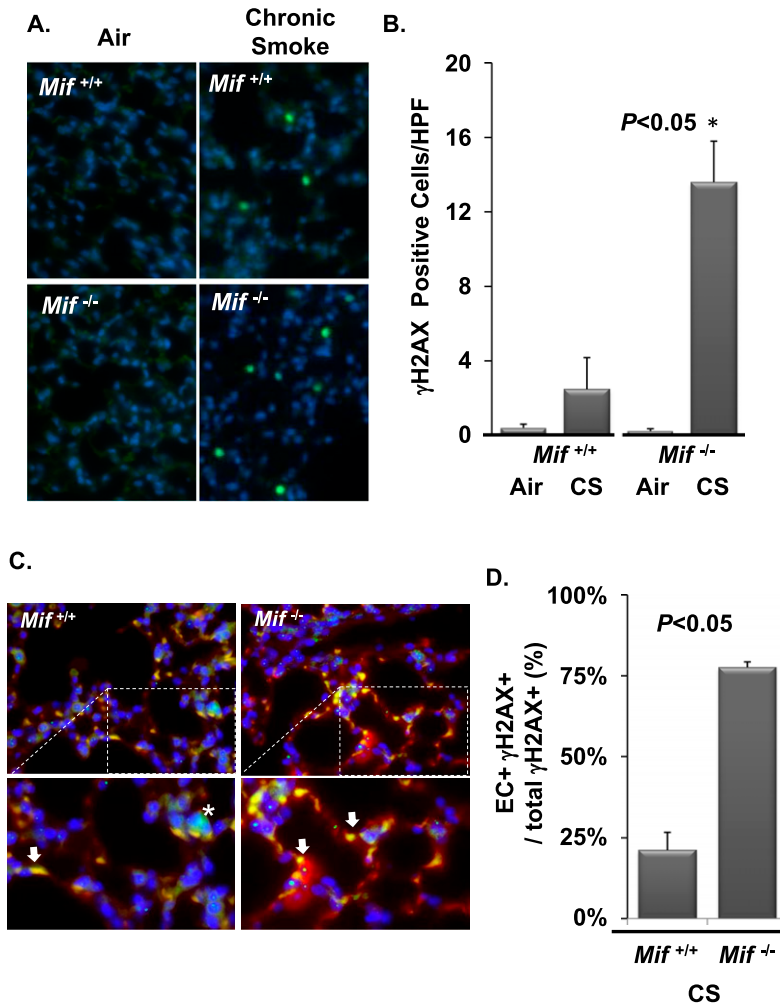 A.
Air
Chronic
Smoke
Mif +/+
Mif +/+
Mif -/-
Mif -/-
B.
γH2AX Positive Cells/HPF
20
16
12
8
4
0
P<0.05 *
Mif +/+
Mif -/-
Air CS Air CS
C.
Mif +/+
Mif -/-
*
D.
EC+ γH2AX+
/ total γH2AX+ (%)
100%
75%
50%
25%
0%
P<0.05
Mif +/+ Mif -/-
CS